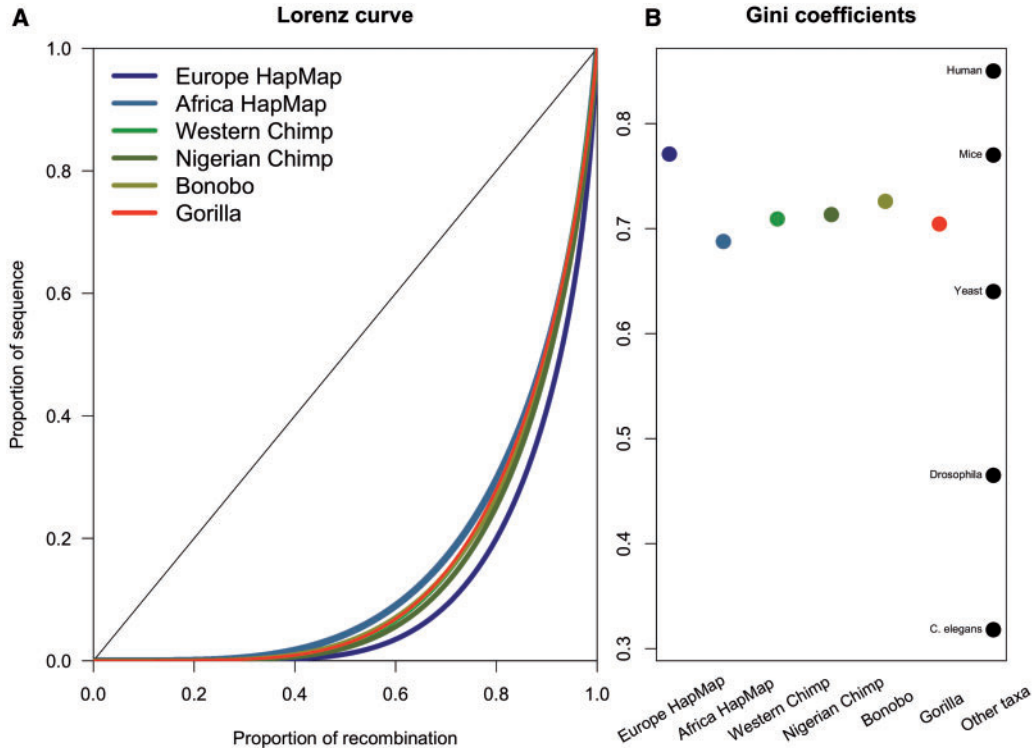 A
Lorenz curve
1.0
0.8
0.6
0.4
0.2
0.0
Proportion of sequence
Europe HapMap
Africa HapMap
Western Chimp
Nigerian Chimp
Bonobo
Gorilla
0.0 0.2 0.4 0.6 0.8 1.0
Proportion of recombination
B
Gini coefficients
0.8
0.7
0.6
0.5
0.4
0.3
Human
Mice
Yeast
Drosophila
C. elegans
Europe HapMap
Africa HapMap
Western Chimp
Nigerian Chimp
Bonobo
Gorilla
Other taxa